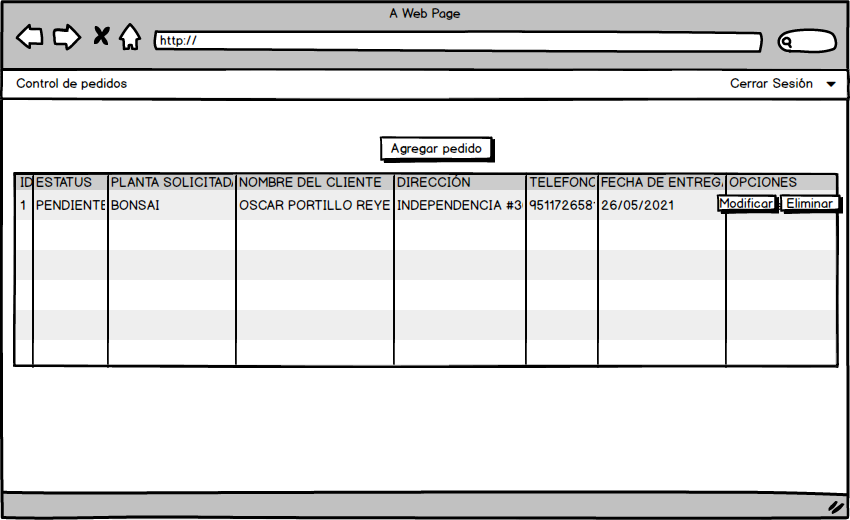 A Web Page
http://
Control de pedidos Cerrar Sesión
Agregar pedido
ID ESTATUS PLANTA SOLICITADA NOMBRE DEL CLIENTE DIRECCIÓN TELEFONO FECHA DE ENTREGA OPCIONES
1 PENDIENTE BONSAI OSCAR PORTILLO REYE INDEPENDENCIA #3 951172658 26/05/2021 Modificar Eliminar